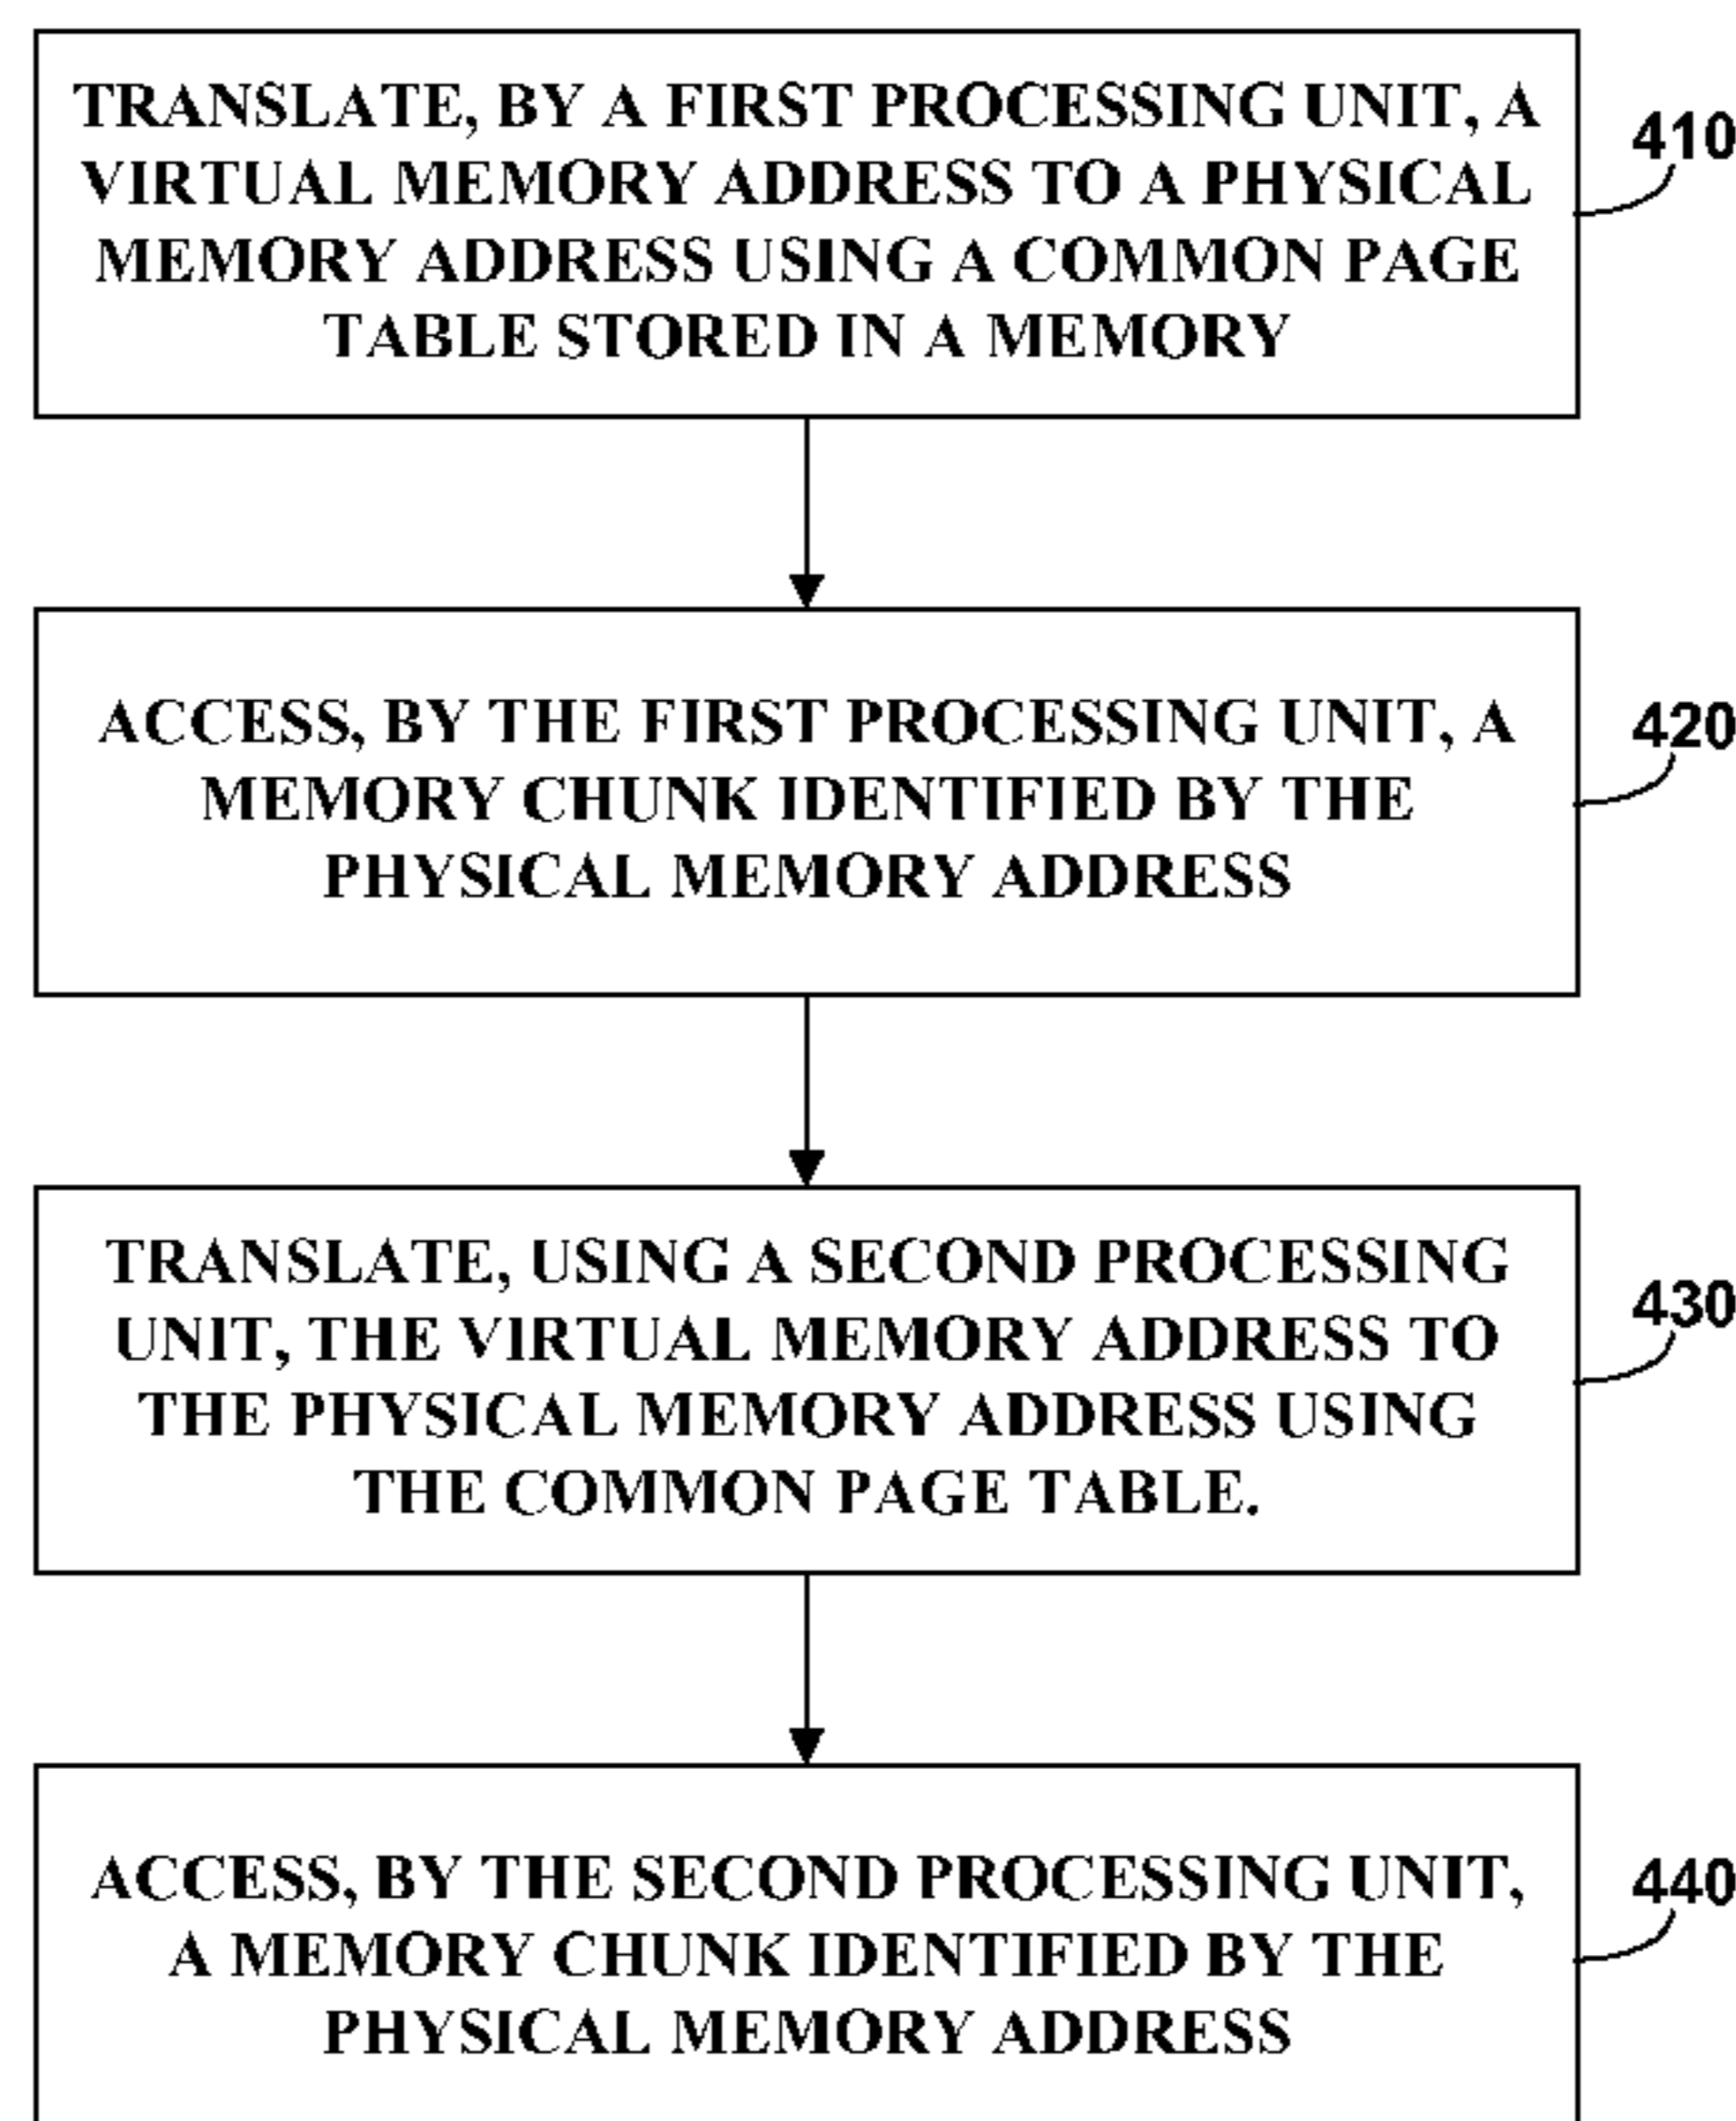 TRANSLATE, BY A FIRST PROCESSING UNIT, A
VIRTUAL MEMORY ADDRESS TO A PHYSICAL
MEMORY ADDRESS USING A COMMON PAGE
TABLE STORED IN A MEMORY
410
ACCESS, BY THE FIRST PROCESSING UNIT, A
MEMORY CHUNK IDENTIFIED BY THE
PHYSICAL MEMORY ADDRESS
420
TRANSLATE, USING A SECOND PROCESSING
UNIT, THE VIRTUAL MEMORY ADDRESS TO
THE PHYSICAL MEMORY ADDRESS USING
THE COMMON PAGE TABLE.
430
ACCESS, BY THE SECOND PROCESSING UNIT,
A MEMORY CHUNK IDENTIFIED BY THE
PHYSICAL MEMORY ADDRESS
440